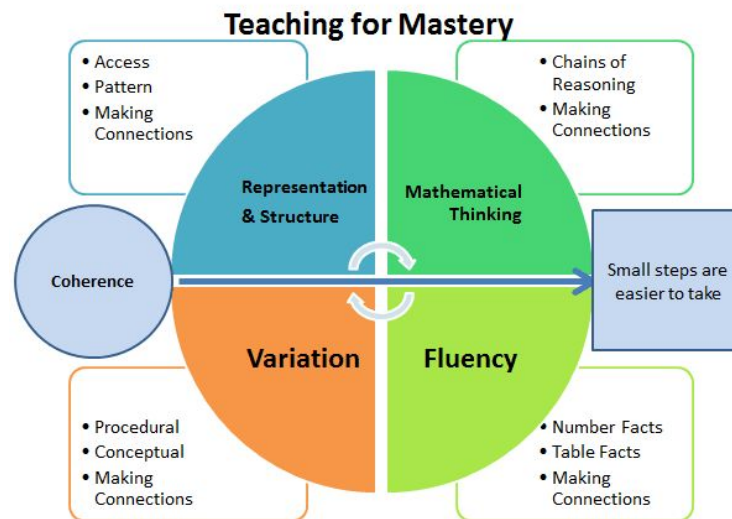 Teaching for Mastery
• Access
• Pattern
• Making
Connections
• Chains of
Reasoning
• Making
Connections
Representation
& Structure
Mathematical
Thinking
Coherence
Small steps are
easier to take
Variation
Fluency
• Procedural
• Conceptual
• Making
Connections
• Number Facts
• Table Facts
• Making
Connections